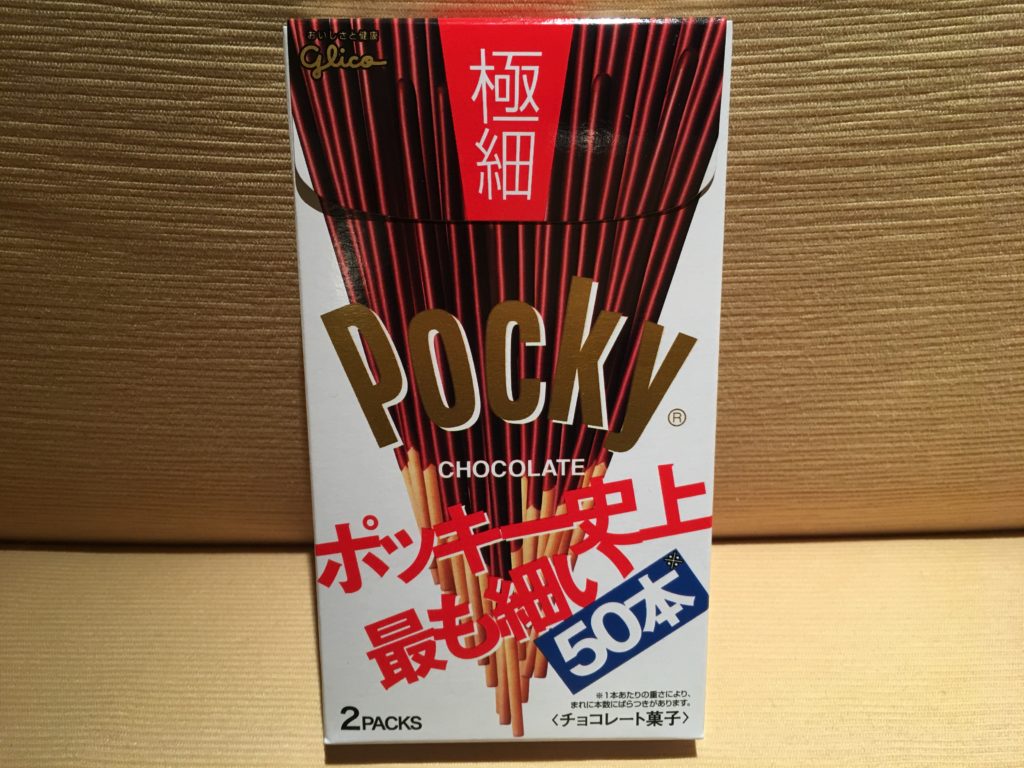 おいしさと健康
Glico
極細
Pocky®
CHOCOLATE
ポッキー史上
最も細い
50本※
※1本あたりの重さにより、
まれに本数にばらつきがあります。
2PACKS
〈チョコレート菓子〉